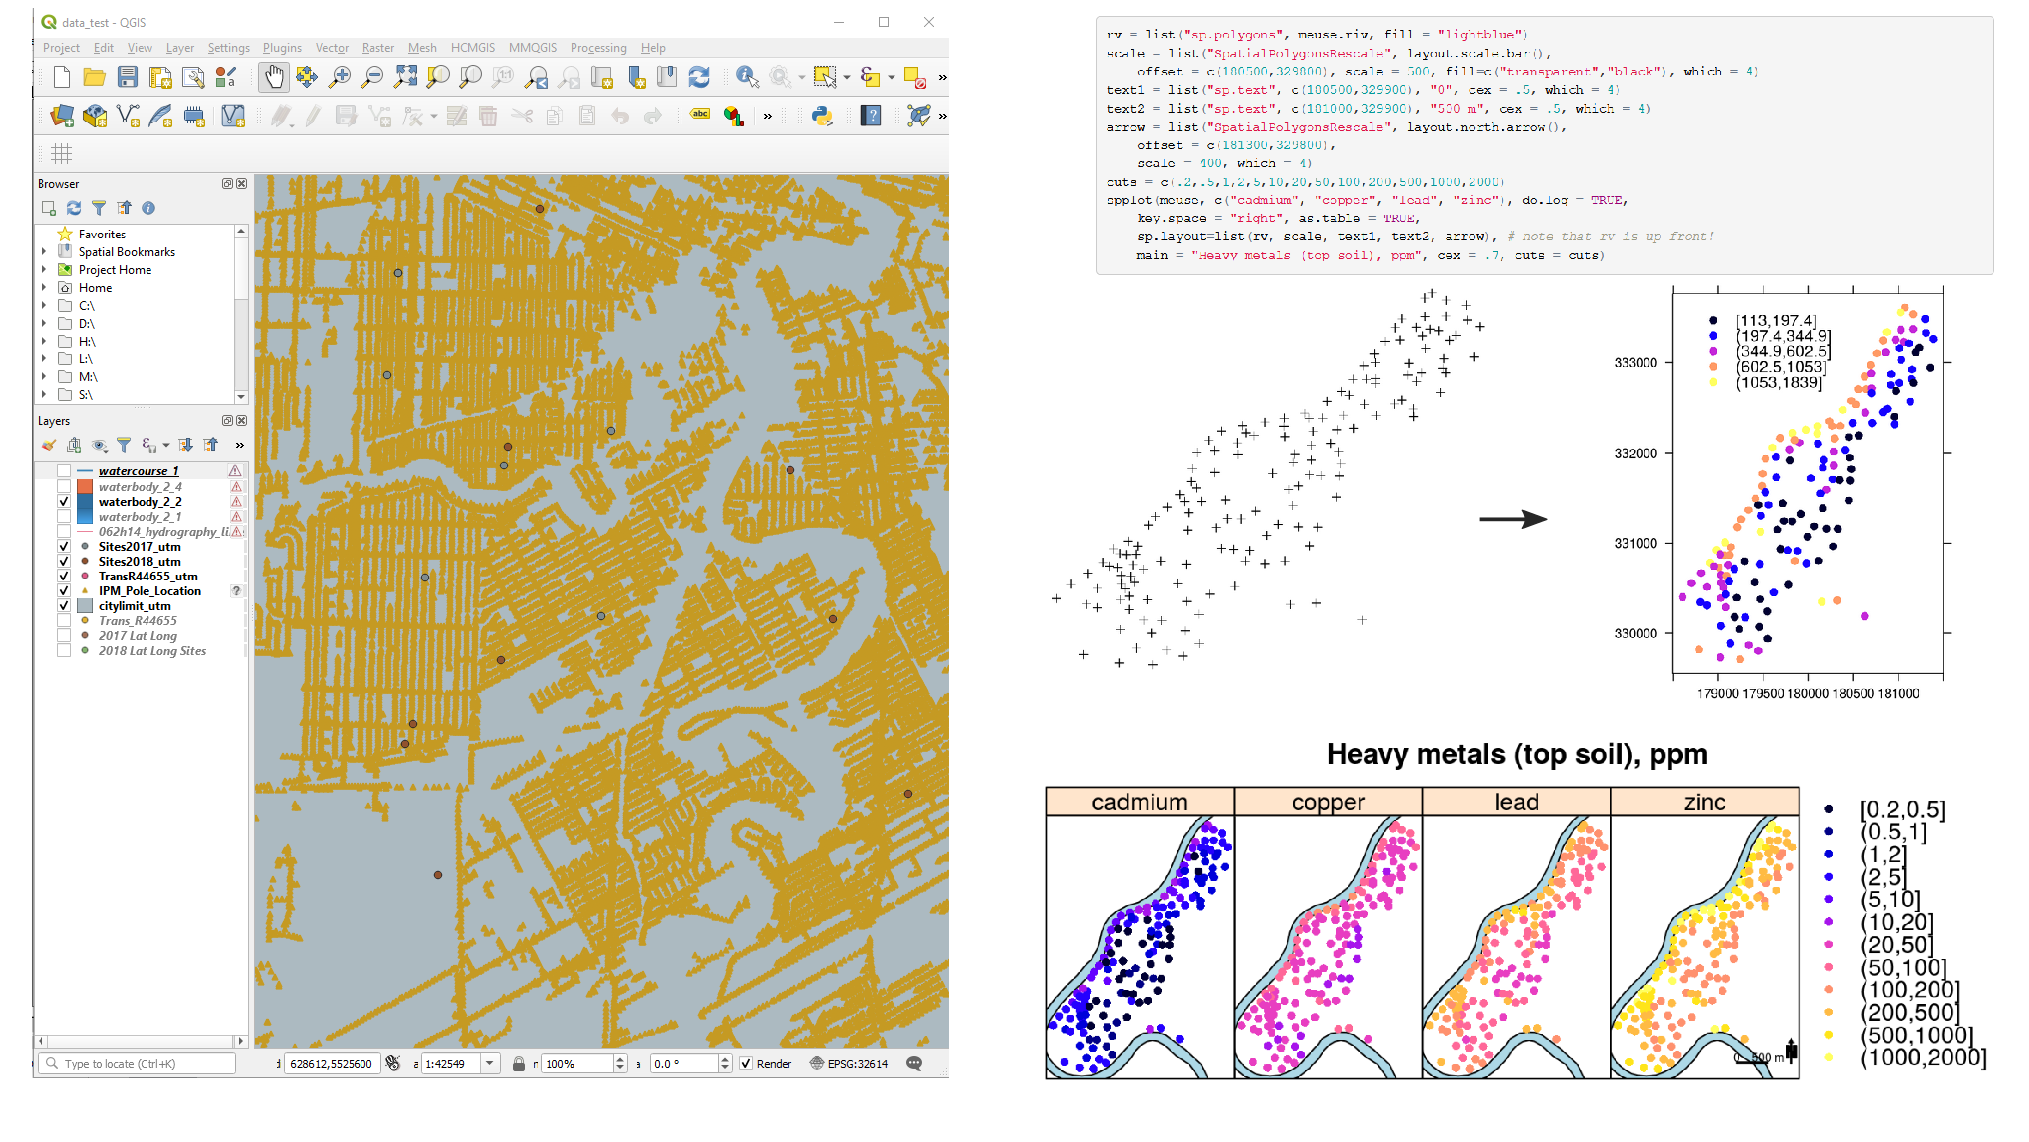 data_test - QGIS
Project Edit View Layer Settings Plugins Vector Raster Mesh HCMGIS MMQGIS Processing Help
Browser
Favorites
Spatial Bookmarks
Project Home
Home
C:\
D:\
H:\
L:\
M:\
S:\
Layers
watercourse_1
waterbody_2_4
waterbody_2_2
waterbody_2_1
062h14_hydrography_li
Sites2017_utm
Sites2018_utm
TransR44655_utm
IPM_Pole_Location
citylimit_utm
Trans_R44655
2017 Lat Long
2018 Lat Long Sites
Type to locate (Ctrl+K) 628612,5525600 1:42549 100% 0.0 ° Render EPSG:32614
rv = list("sp.polygons", meuse.riv, fill = "lightblue")
scale = list("SpatialPolygonsRescale", layout.scale.bar(),
offset = c(180500,329800), scale = 500, fill=c("transparent","black"), which = 4)
text1 = list("sp.text", c(180500,329900), "0", cex = .5, which = 4)
text2 = list("sp.text", c(181000,329900), "500 m", cex = .5, which = 4)
arrow = list("SpatialPolygonsRescale", layout.north.arrow(),
offset = c(181300,329800),
scale = 400, which = 4)
cuts = c(.2,.5,1,2,5,10,20,50,100,200,500,1000,2000)
spplot(meuse, c("cadmium", "copper", "lead", "zinc"), do.log = TRUE,
key.space = "right", as.table = TRUE,
sp.layout=list(rv, scale, text1, text2, arrow), # note that rv is up front!
main = "Heavy metals (top soil), ppm", cex = .7, cuts = cuts)
[113,197.4]
(197.4,344.9]
(344.9,602.5]
(602.5,1053]
(1053,1839]
333000
332000
331000
330000
179000 179500 180000 180500 181000
Heavy metals (top soil), ppm
cadmium copper lead zinc
[0.2,0.5]
(0.5,1]
(1,2]
(2,5]
(5,10]
(10,20]
(20,50]
(50,100]
(100,200]
(200,500]
(500,1000]
(1000,2000]
0 500 m